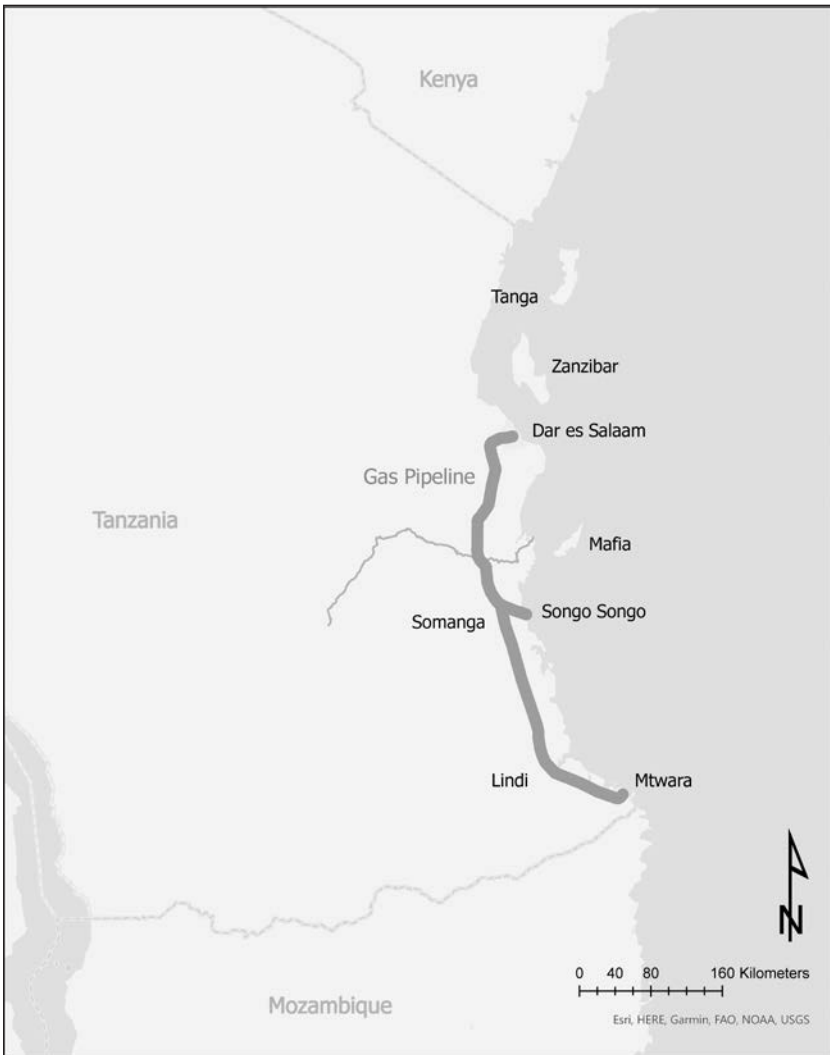 Kenya
Tanga
Zanzibar
Dar es Salaam
Gas Pipeline
Tanzania
Mafia
Songo Songo
Somanga
Lindi
Mtwara
N
0 40 80 160 Kilometers
Mozambique
Esri, HERE, Garmin, FAO, NOAA, USGS